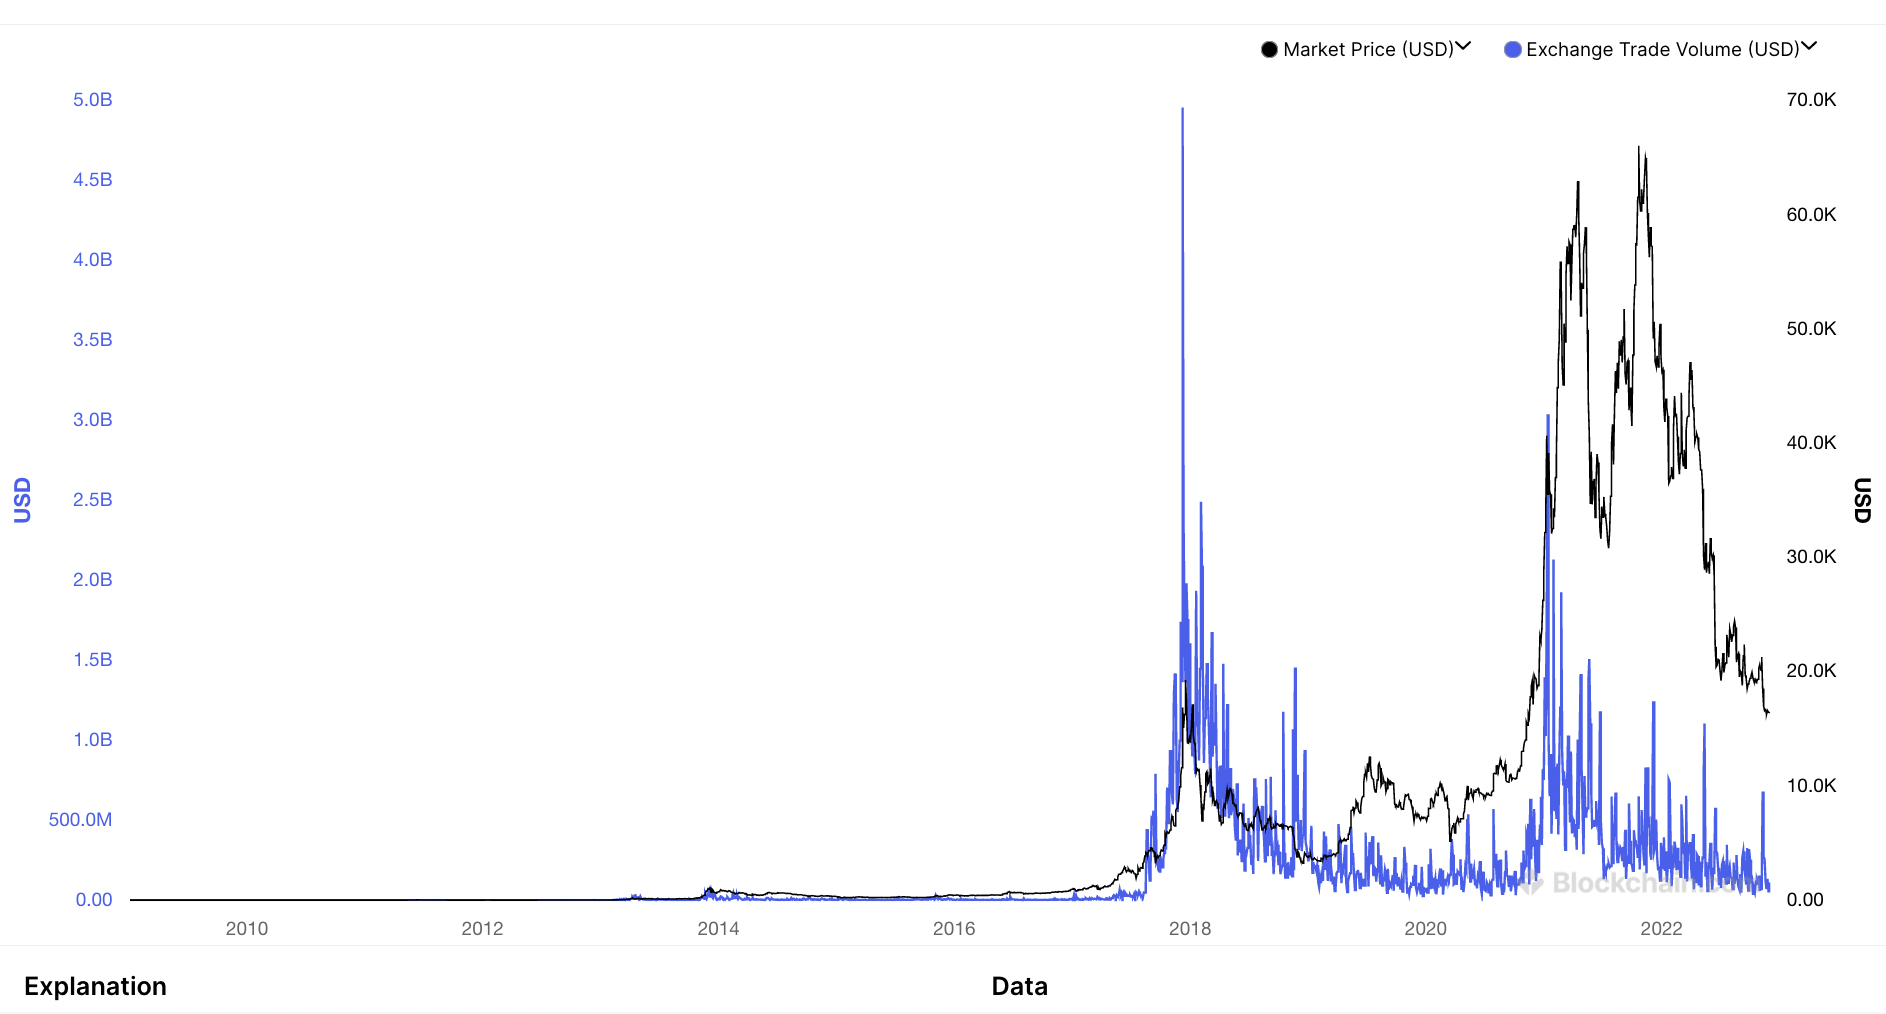 Market Price (USD) Exchange Trade Volume (USD)
5.0B 70.0K
4.5B
60.0K
4.0B
3.5B
50.0K
3.0B
40.0K
2.5B
USD USD
30.0K
2.0B
1.5B
20.0K
1.0B
10.0K
500.0M
Blockchain.com
0.00 0.00
2010 2012 2014 2016 2018 2020 2022
Explanation Data